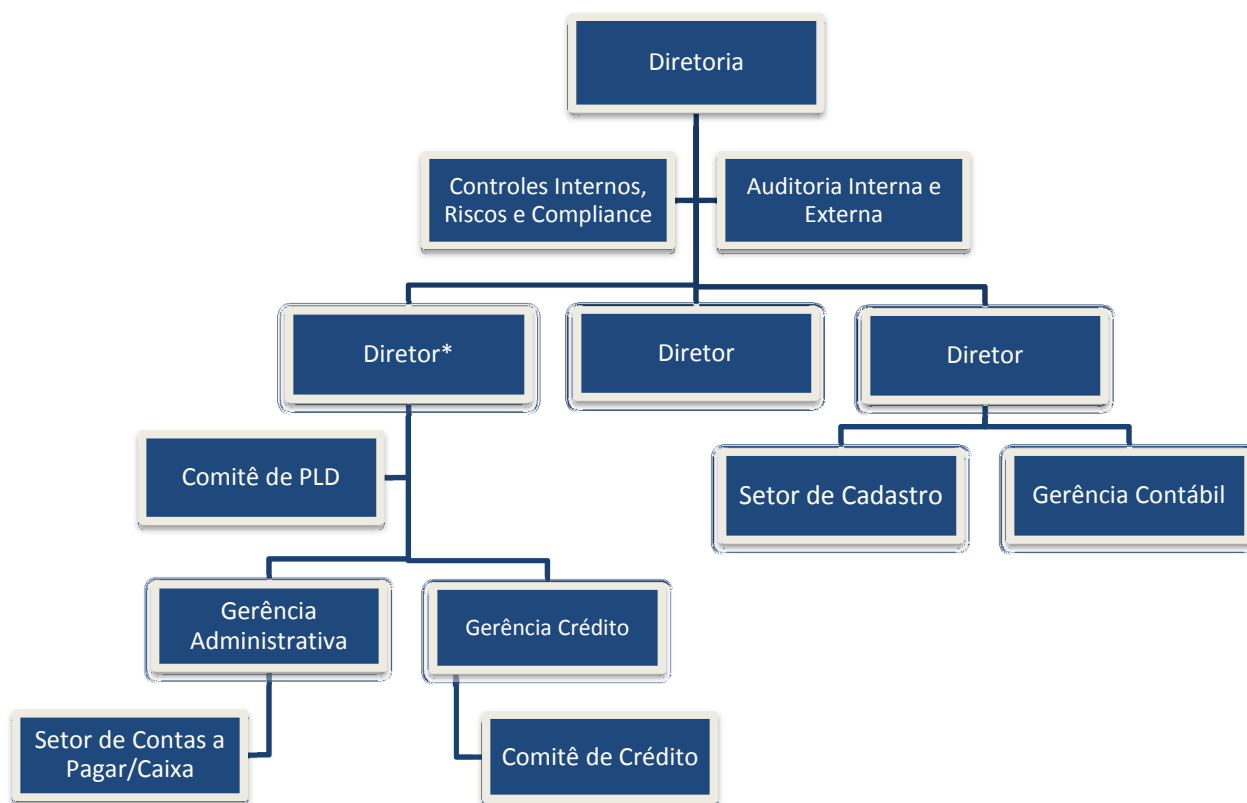 Diretoria
Controles Internos,
Riscos e Compliance
Auditoria Interna e
Externa
Diretor*
Diretor
Diretor
Comitê de PLD
Setor de Cadastro
Gerência Contábil
Gerência
Administrativa
Gerência Crédito
Setor de Contas a
Pagar/Caixa
Comitê de Crédito